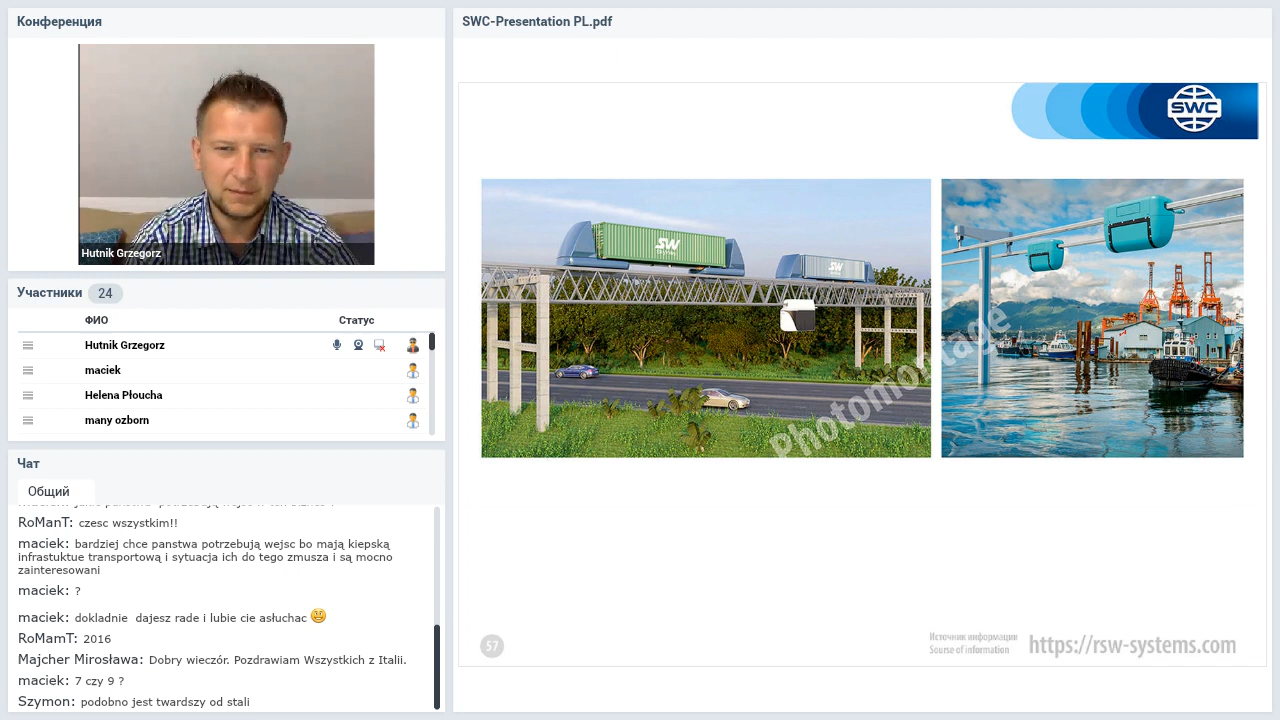 Конференция
Hutnik Grzegorz
Участники 24
ФИО Статус
Hutnik Grzegorz
maciek
Helena Płoucha
many ozborn
Чат
Общий
RoManT: czesc wszystkim!!
maciek: bardziej chce panstwa potrzebują wejsc bo mają kiepską
infrastuktue transportową i sytuacja ich do tego zmusza i są mocno
zainteresowani
maciek: ?
maciek: dokladnie dajesz rade i lubie cie asłuchac
RoMamT: 2016
Majcher Mirosława: Dobry wieczór. Pozdrawiam Wszystkich z Italii.
maciek: 7 czy 9 ?
Szymon: podobno jest twardszy od stali
SWC-Presentation PL.pdf
SWC
SW
SW
Photomontage
57
Источник информации
Sourse of information
https://rsw-systems.com